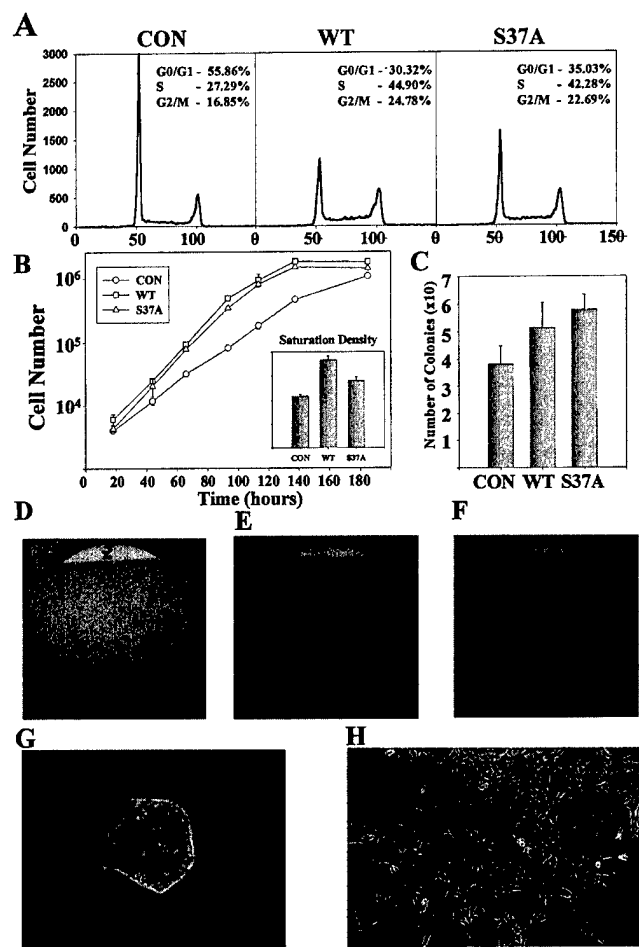 A
CON WT S37A
G0/G1 - 55.86%
S - 27.29%
G2/M - 16.85%
G0/G1 - 30.32%
S - 44.90%
G2/M - 24.78%
G0/G1 - 35.03%
S - 42.28%
G2/M - 22.69%
Cell Number
3000
2500
2000
1500
1000
500
0
0 50 100 0 50 100 0 50 100 150
B
CON
WT
S37A
Cell Number
10⁶
10⁵
10⁴
Saturation Density
CON WT S37A
0 20 40 60 80 100 120 140 160 180
Time (hours)
C
Number of Colonies (x10)
7
6
5
4
3
2
1
CON WT S37A
D
E
F
G
H